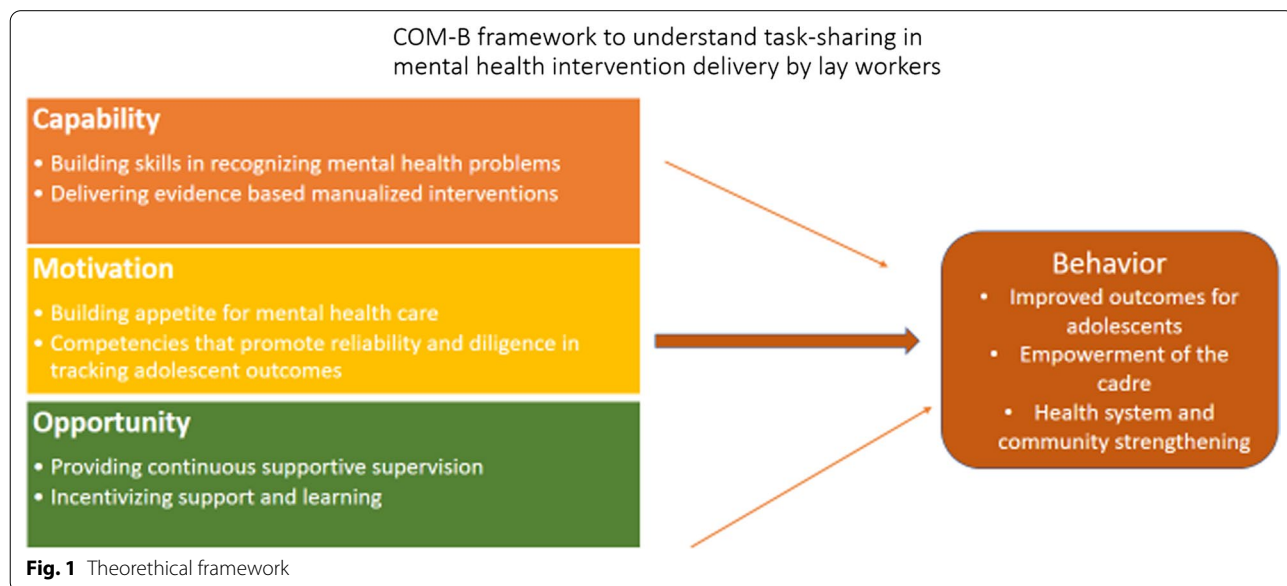 COM-B framework to understand task-sharing in
mental health intervention delivery by lay workers
Capability
• Building skills in recognizing mental health problems
• Delivering evidence based manualized interventions
Motivation
• Building appetite for mental health care
• Competencies that promote reliability and diligence in
tracking adolescent outcomes
Opportunity
• Providing continuous supportive supervision
• Incentivizing support and learning
Behavior
• Improved outcomes for
adolescents
• Empowerment of the
cadre
• Health system and
community strengthening
Fig. 1 Theorethical framework